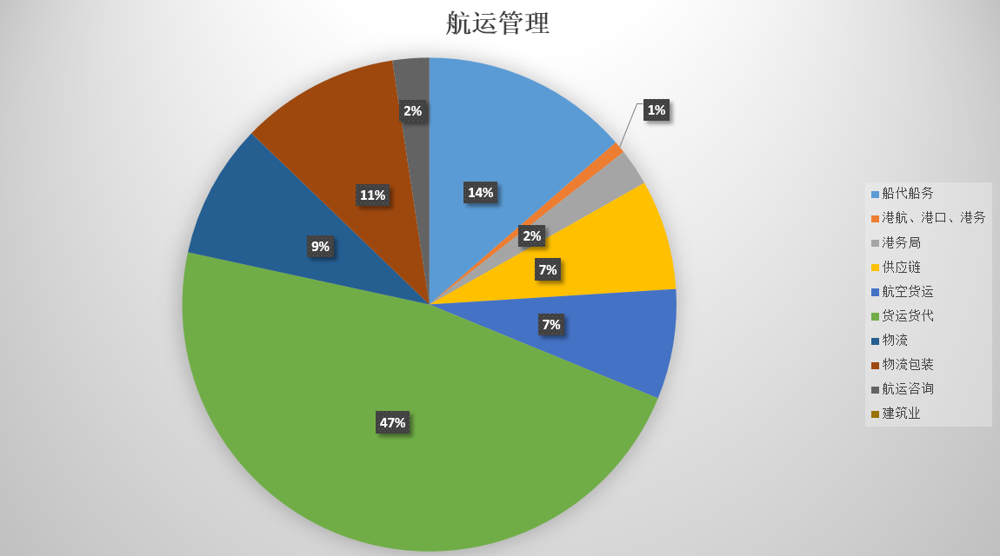 航运管理
2%
1%
14%
11%
2%
9%
7%
7%
47%
船代船务
港航、港口、港务
港务局
供应链
航空货运
货运货代
物流
物流包装
航运咨询
建筑业